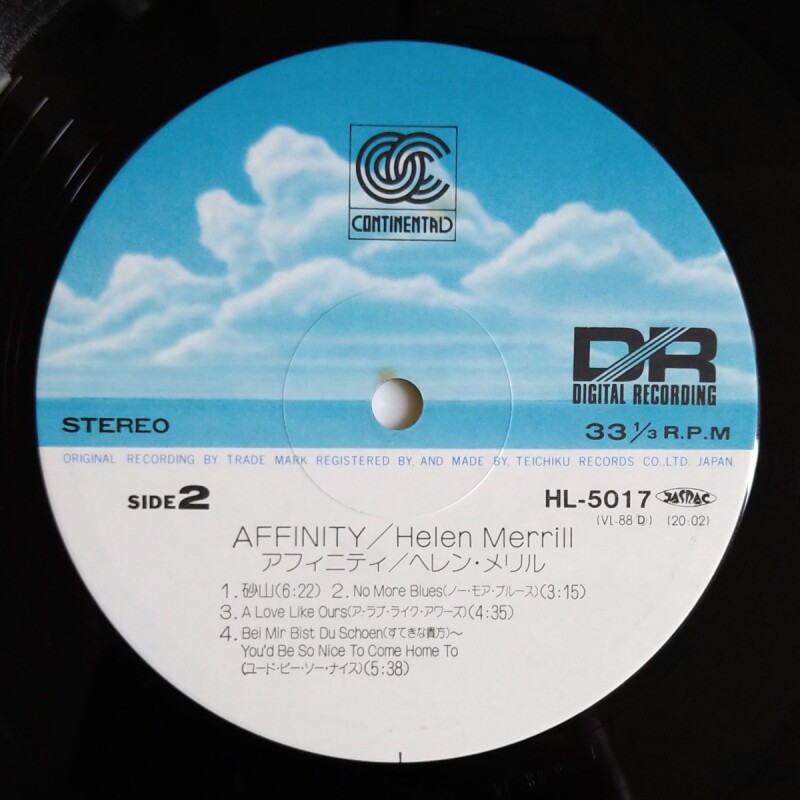 CONTINENTAL
DR
DIGITAL RECORDING
STEREO
33 1/3 R.P.M
ORIGINAL RECORDING BY. TRADE MARK REGISTERED BY, AND MADE BY, TEICHIKU RECORDS CO.,LTD. JAPAN.
SIDE 2
HL-5017 JASRAC
(VL-88 D) (20:02)
AFFINITY/Helen Merrill
アフィニティ/ヘレン・メリル
1. 砂山(6:22) 2. No More Blues(ノー・モア・ブルース)(3:15)
3. A Love Like Ours(ア・ラブ・ライク・アワーズ)(4:35)
4. Bei Mir Bist Du Schoen(すてきな貴方)〜
You'd Be So Nice To Come Home To
(ユード・ビー・ソー・ナイス)(5:38)